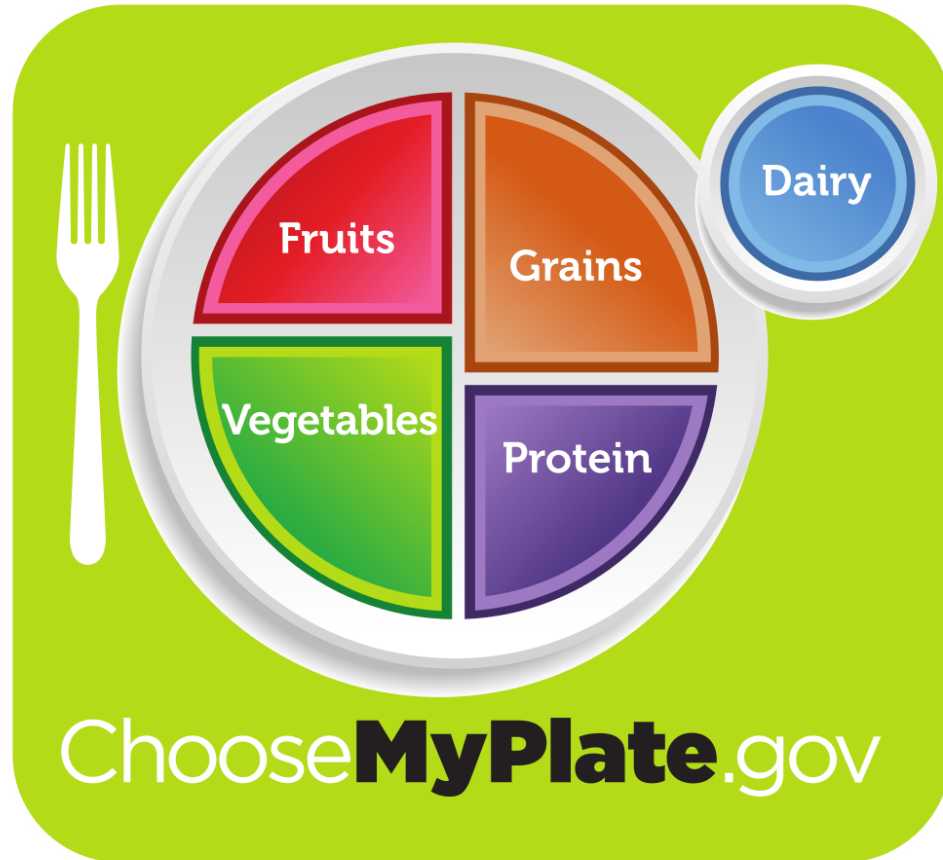 Fruits
Grains
Dairy
Vegetables
Protein
ChooseMyPlate.gov